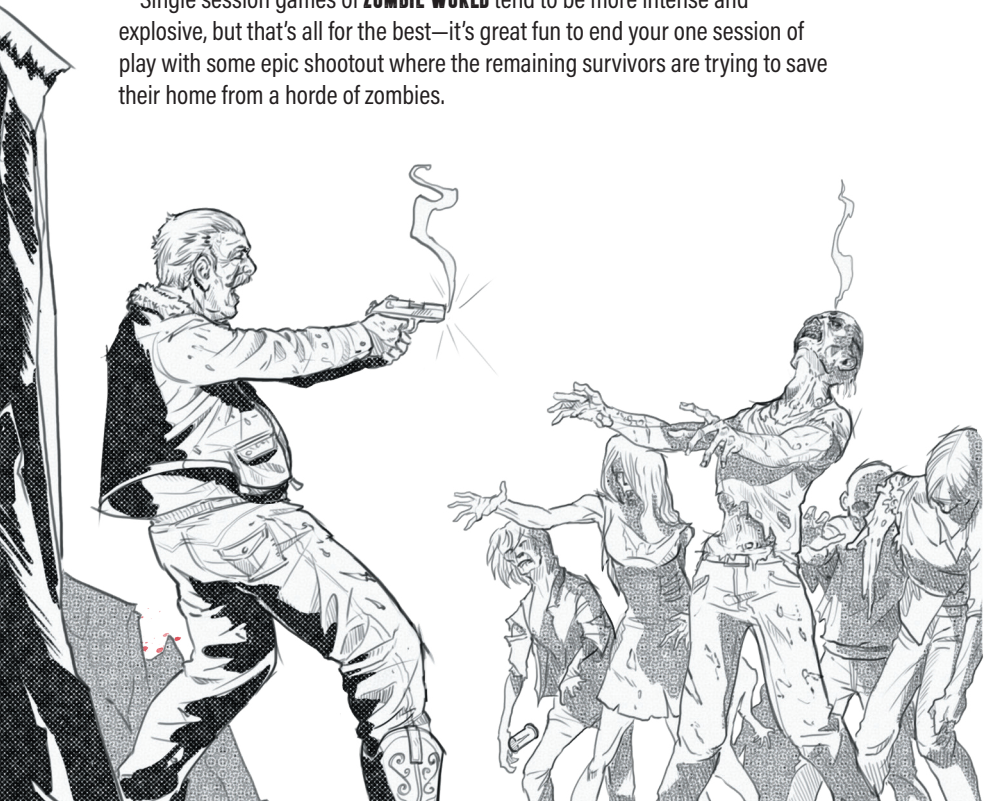 Single session games of ZOMBIE WORLD tend to be more intense and
explosive, but that's all for the best—it's great fun to end your one session of
play with some epic shootout where the remaining survivors are trying to save
their home from a horde of zombies.